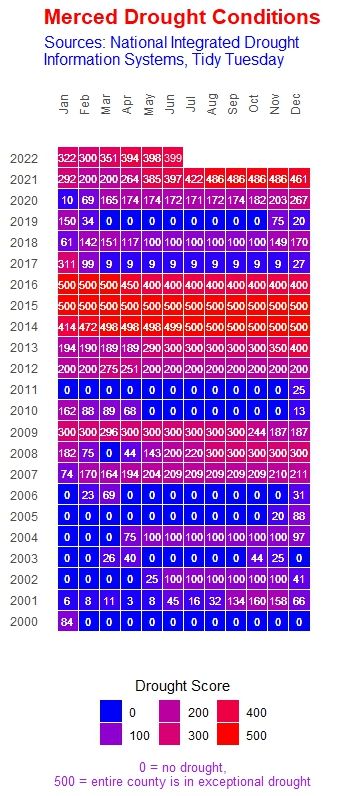 Merced Drought Conditions
Sources: National Integrated Drought
Information Systems, Tidy Tuesday
Jan Feb Mar Apr May Jun Jul Aug Sep Oct Nov Dec
2022 322 300 351 394 398 399
2021 292 200 200 264 385 397 422 486 486 486 486 461
2020 10 69 165 174 174 172 171 172 174 182 203 267
2019 150 34 0 0 0 0 0 0 0 0 75 20
2018 61 142 151 117 100 100 100 100 100 100 149 170
2017 311 99 9 9 9 9 9 9 9 9 9 27
2016 500 500 500 450 400 400 400 400 400 400 400 400
2015 500 500 500 500 500 500 500 500 500 500 500 500
2014 414 472 498 498 498 499 500 500 500 500 500 500
2013 194 190 189 189 290 300 300 300 300 300 350 400
2012 200 200 275 251 200 200 200 200 200 200 200 200
2011 0 0 0 0 0 0 0 0 0 0 0 25
2010 162 88 89 68 0 0 0 0 0 0 0 13
2009 300 300 296 300 300 300 300 300 300 244 187 187
2008 182 75 0 44 143 200 220 300 300 300 300 300
2007 74 170 164 194 204 209 209 209 209 209 210 211
2006 0 23 69 0 0 0 0 0 0 0 0 31
2005 0 0 0 0 0 0 0 0 0 0 20 88
2004 0 0 0 75 100 100 100 100 100 100 100 97
2003 0 0 26 40 0 0 0 0 0 44 25 0
2002 0 0 0 0 25 100 100 100 100 100 100 41
2001 6 8 11 3 8 45 16 32 134 160 158 66
2000 84 0 0 0 0 0 0 0 0 0 0 0
Drought Score
0 200 400
100 300 500
0 = no drought,
500 = entire county is in exceptional drought